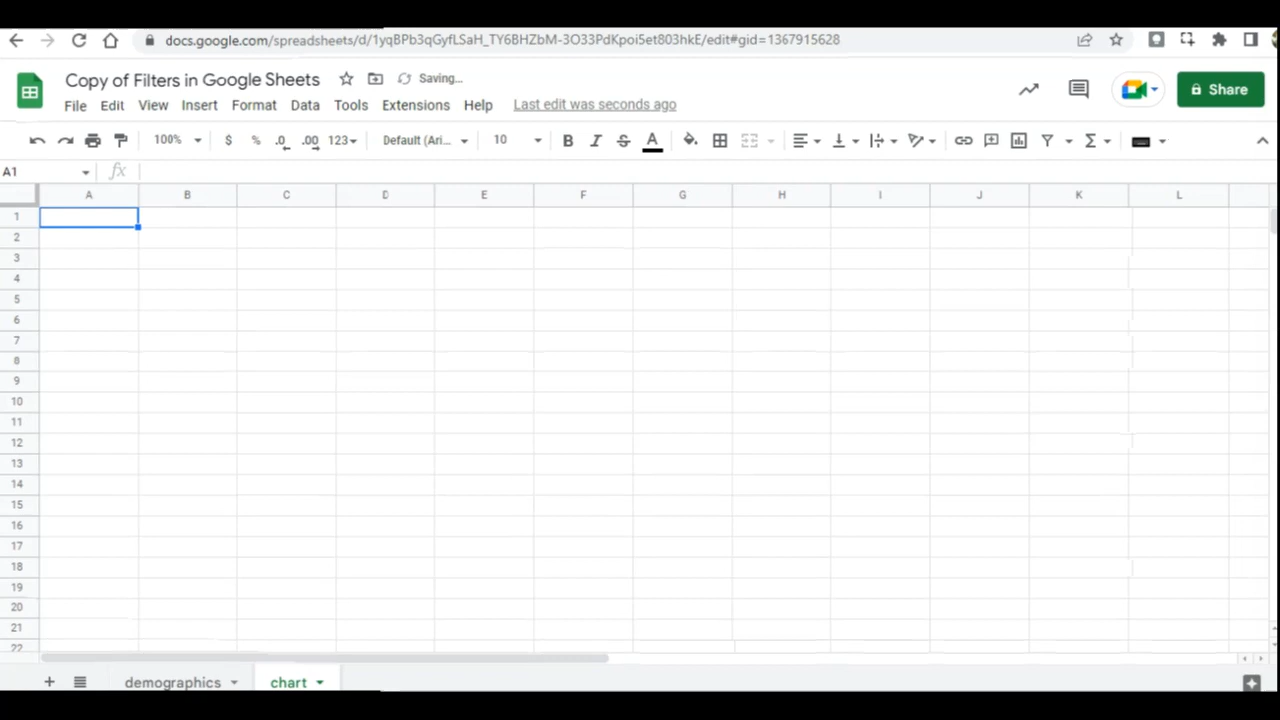 docs.google.com/spreadsheets/d/1yqBPb3qGyfLSaH_TY6BHZbM-3O33PdKpoi5et803hkE/edit#gid=1367915628
Copy of Filters in Google Sheets Saving...
File Edit View Insert Format Data Tools Extensions Help Last edit was seconds ago
Share
100% $ % .0 .00 123 Default (Ari... 10 B I S A
A1 fx
A B C D E F G H I J K L
1
2
3
4
5
6
7
8
9
10
11
12
13
14
15
16
17
18
19
20
21
22
demographics chart